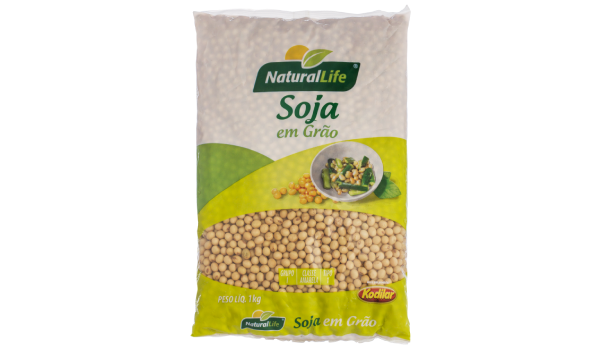 NaturalLife®
Soja
em Grão
PESO LÍQ. 1kg
Kodilar
NaturalLife
Soja em Grão